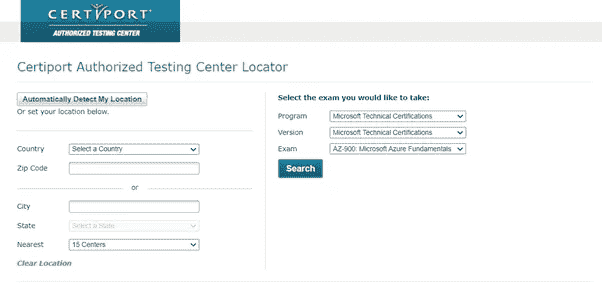 CERTIPORT
AUTHORIZED TESTING CENTER
Certiport Authorized Testing Center Locator
Automatically Detect My Location
Or set your location below.
Country Select a Country
Zip Code
or
City
State Select a State
Nearest 15 Centers
Clear Location
Select the exam you would like to take:
Program Microsoft Technical Certifications
Version Microsoft Technical Certifications
Exam AZ-900: Microsoft Azure Fundamentals
Search